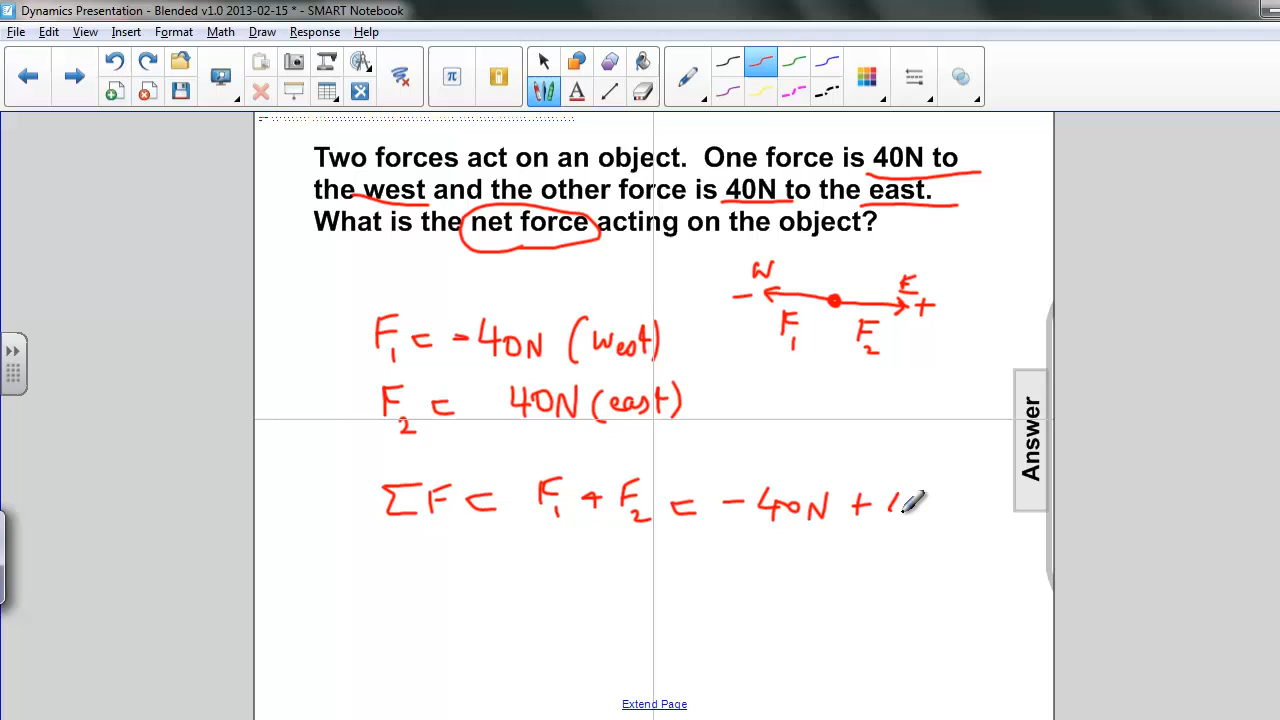 Dynamics Presentation - Blended v1.0 2013-02-15 * - SMART Notebook
File Edit View Insert Format Math Draw Response Help
Two forces act on an object. One force is 40N to
the west and the other force is 40N to the east.
What is the net force acting on the object?
W E
- +
F1 F2
F1 = -40N (west)
F2 = 40N (east)
Answer
ΣF = F1 + F2 = -40N +
Extend Page